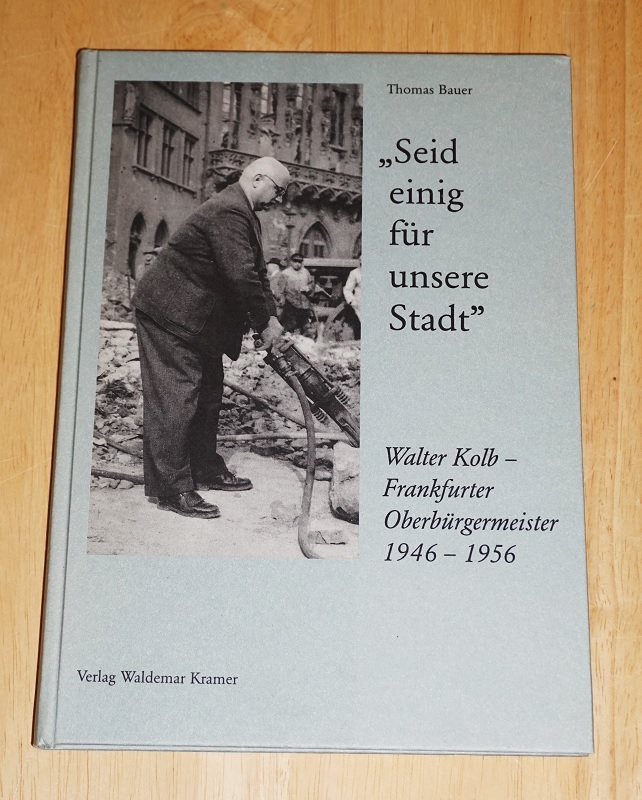 Thomas Bauer
„Seid
einig
für
unsere
Stadt”
Walter Kolb –
Frankfurter
Oberbürgermeister
1946 – 1956
Verlag Waldemar Kramer